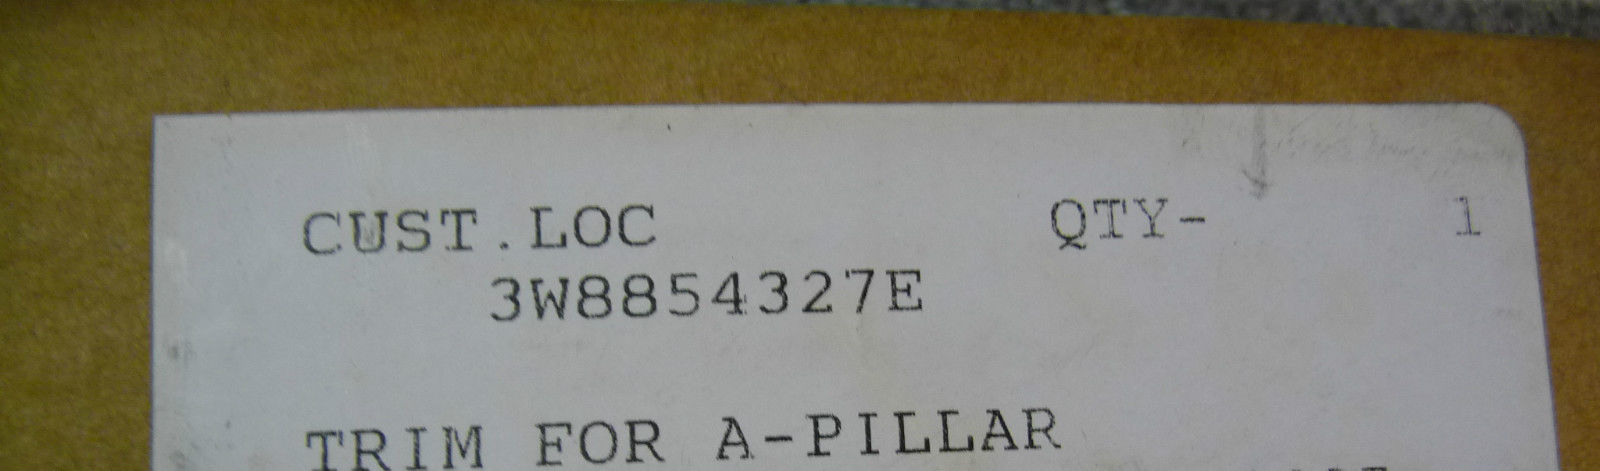 CUST.LOC QTY- 1
3W8854327E
TRIM FOR A-PILLAR